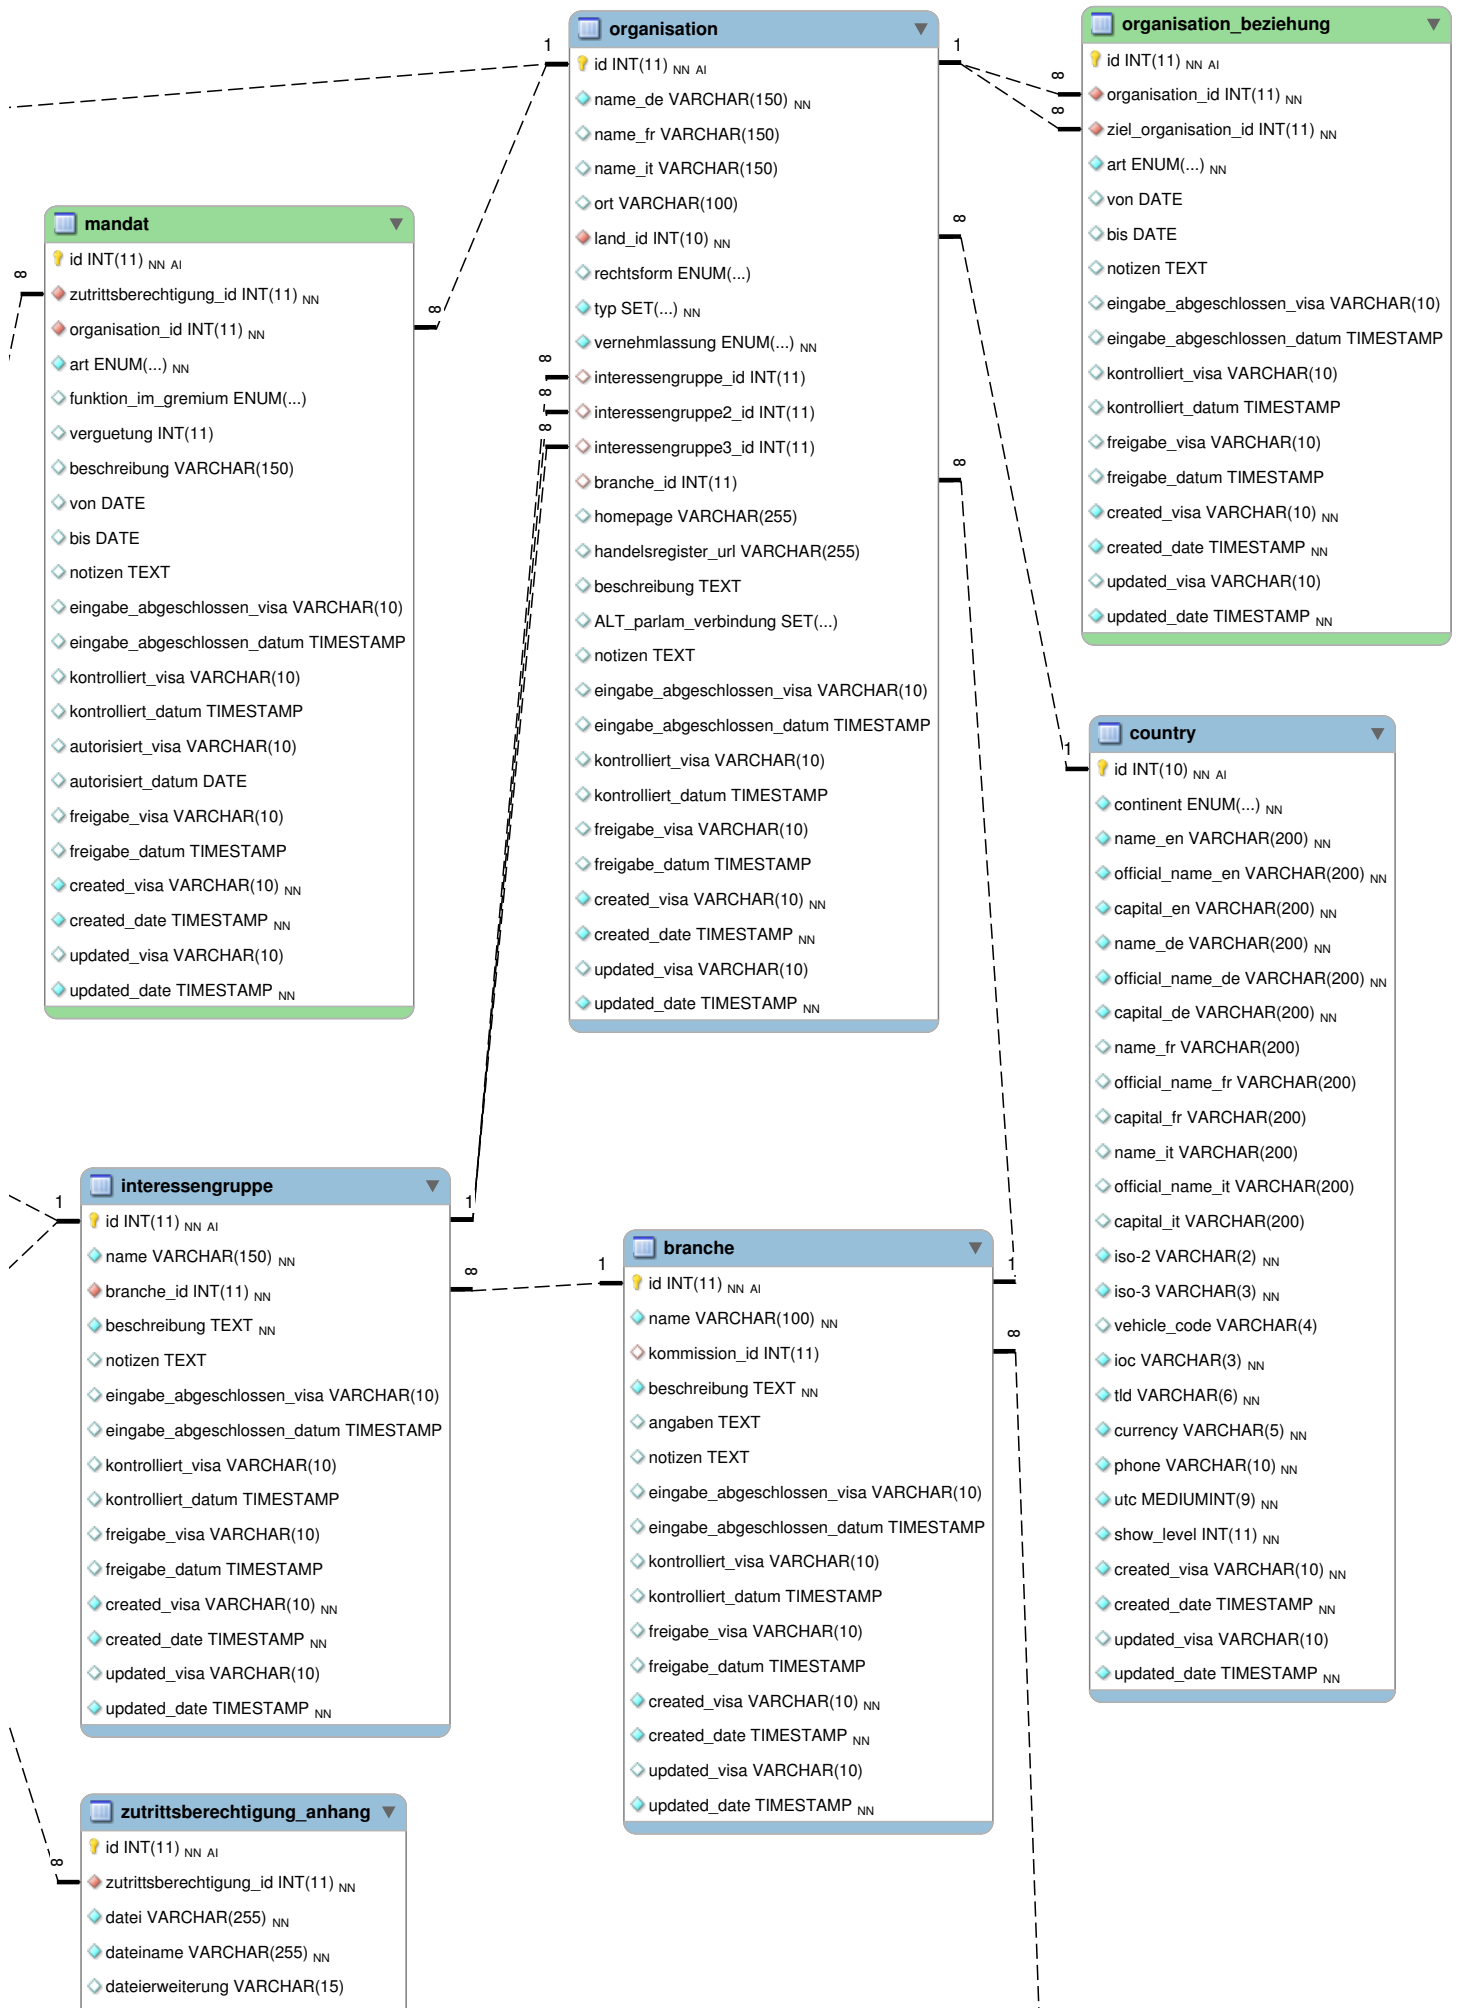 organisation
id INT(11) NN AI
name_de VARCHAR(150) NN
name_fr VARCHAR(150)
name_it VARCHAR(150)
ort VARCHAR(100)
land_id INT(10) NN
rechtsform ENUM(...)
typ SET(...) NN
vernehmlassung ENUM(...) NN
interessengruppe_id INT(11)
interessengruppe2_id INT(11)
interessengruppe3_id INT(11)
branche_id INT(11)
homepage VARCHAR(255)
handelsregister_url VARCHAR(255)
beschreibung TEXT
ALT_parlam_verbindung SET(...)
notizen TEXT
eingabe_abgeschlossen_visa VARCHAR(10)
eingabe_abgeschlossen_datum TIMESTAMP
kontrolliert_visa VARCHAR(10)
kontrolliert_datum TIMESTAMP
freigabe_visa VARCHAR(10)
freigabe_datum TIMESTAMP
created_visa VARCHAR(10) NN
created_date TIMESTAMP NN
updated_visa VARCHAR(10)
updated_date TIMESTAMP NN
1
1
∞
∞
∞
∞
∞
organisation_beziehung
id INT(11) NN AI
organisation_id INT(11) NN
ziel_organisation_id INT(11) NN
art ENUM(...) NN
von DATE
bis DATE
notizen TEXT
eingabe_abgeschlossen_visa VARCHAR(10)
eingabe_abgeschlossen_datum TIMESTAMP
kontrolliert_visa VARCHAR(10)
kontrolliert_datum TIMESTAMP
freigabe_visa VARCHAR(10)
freigabe_datum TIMESTAMP
created_visa VARCHAR(10) NN
created_date TIMESTAMP NN
updated_visa VARCHAR(10)
updated_date TIMESTAMP NN
∞
∞
mandat
id INT(11) NN AI
zutrittsberechtigung_id INT(11) NN
organisation_id INT(11) NN
art ENUM(...) NN
funktion_im_gremium ENUM(...)
verguetung INT(11)
beschreibung VARCHAR(150)
von DATE
bis DATE
notizen TEXT
eingabe_abgeschlossen_visa VARCHAR(10)
eingabe_abgeschlossen_datum TIMESTAMP
kontrolliert_visa VARCHAR(10)
kontrolliert_datum TIMESTAMP
autorisiert_visa VARCHAR(10)
autorisiert_datum DATE
freigabe_visa VARCHAR(10)
freigabe_datum TIMESTAMP
created_visa VARCHAR(10) NN
created_date TIMESTAMP NN
updated_visa VARCHAR(10)
updated_date TIMESTAMP NN
∞
∞
country
id INT(10) NN AI
continent ENUM(...) NN
name_en VARCHAR(200) NN
official_name_en VARCHAR(200) NN
capital_en VARCHAR(200) NN
name_de VARCHAR(200) NN
official_name_de VARCHAR(200) NN
capital_de VARCHAR(200) NN
name_fr VARCHAR(200)
official_name_fr VARCHAR(200)
capital_fr VARCHAR(200)
name_it VARCHAR(200)
official_name_it VARCHAR(200)
capital_it VARCHAR(200)
iso-2 VARCHAR(2) NN
iso-3 VARCHAR(3) NN
vehicle_code VARCHAR(4)
ioc VARCHAR(3) NN
tld VARCHAR(6) NN
currency VARCHAR(5) NN
phone VARCHAR(10) NN
utc MEDIUMINT(9) NN
show_level INT(11) NN
created_visa VARCHAR(10) NN
created_date TIMESTAMP NN
updated_visa VARCHAR(10)
updated_date TIMESTAMP NN
1
interessengruppe
id INT(11) NN AI
name VARCHAR(150) NN
branche_id INT(11) NN
beschreibung TEXT NN
notizen TEXT
eingabe_abgeschlossen_visa VARCHAR(10)
eingabe_abgeschlossen_datum TIMESTAMP
kontrolliert_visa VARCHAR(10)
kontrolliert_datum TIMESTAMP
freigabe_visa VARCHAR(10)
freigabe_datum TIMESTAMP
created_visa VARCHAR(10) NN
created_date TIMESTAMP NN
updated_visa VARCHAR(10)
updated_date TIMESTAMP NN
1
1
∞
branche
id INT(11) NN AI
name VARCHAR(100) NN
kommission_id INT(11)
beschreibung TEXT NN
angaben TEXT
notizen TEXT
eingabe_abgeschlossen_visa VARCHAR(10)
eingabe_abgeschlossen_datum TIMESTAMP
kontrolliert_visa VARCHAR(10)
kontrolliert_datum TIMESTAMP
freigabe_visa VARCHAR(10)
freigabe_datum TIMESTAMP
created_visa VARCHAR(10) NN
created_date TIMESTAMP NN
updated_visa VARCHAR(10)
updated_date TIMESTAMP NN
1
1
∞
zutrittsberechtigung_anhang
id INT(11) NN AI
zutrittsberechtigung_id INT(11) NN
datei VARCHAR(255) NN
dateiname VARCHAR(255) NN
dateierweiterung VARCHAR(15)
∞